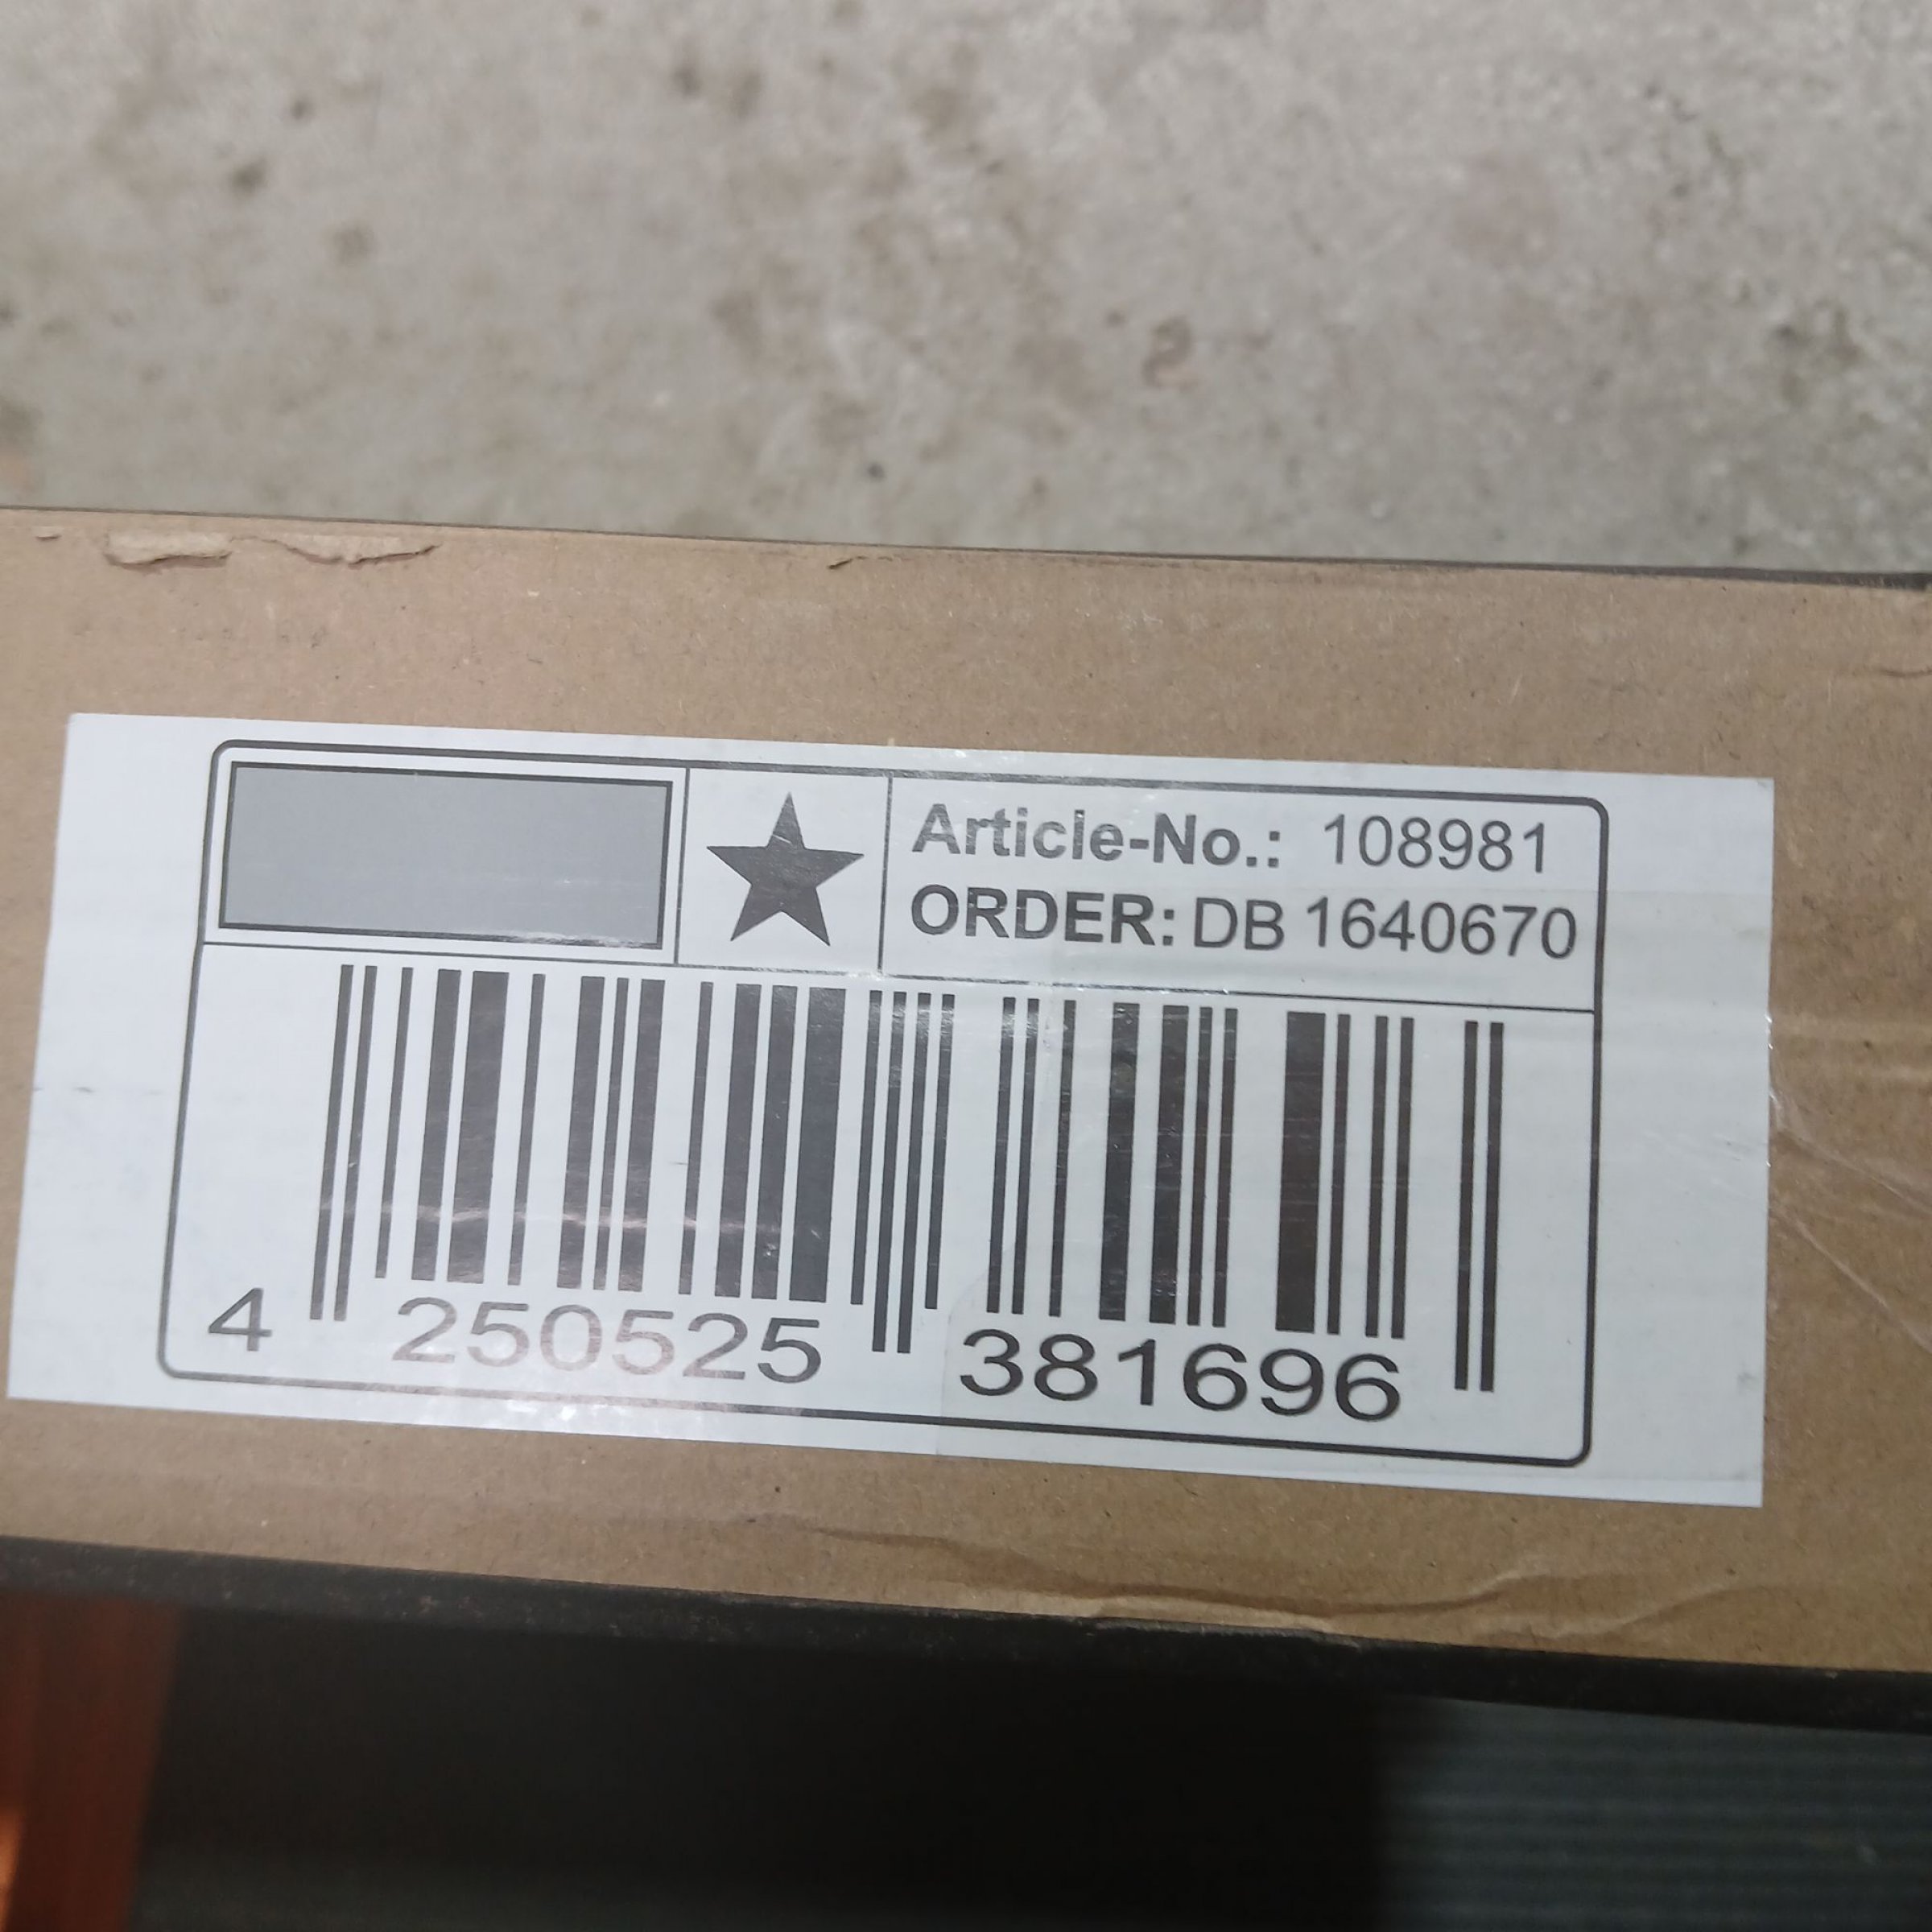 Article-No.: 108981
ORDER: DB 1640670
4 250525 381696